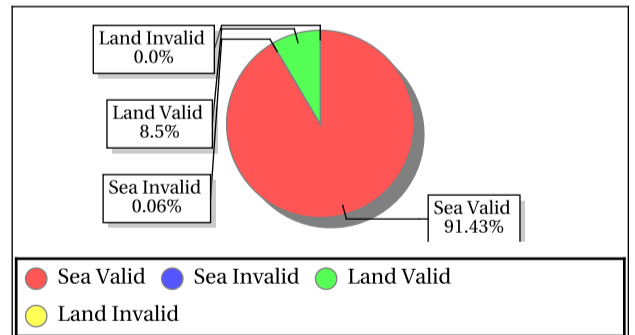 Land Invalid
0.0%
Land Valid
8.5%
Sea Invalid
0.06%
Sea Valid
91.43%
Sea Valid Sea Invalid Land Valid
Land Invalid